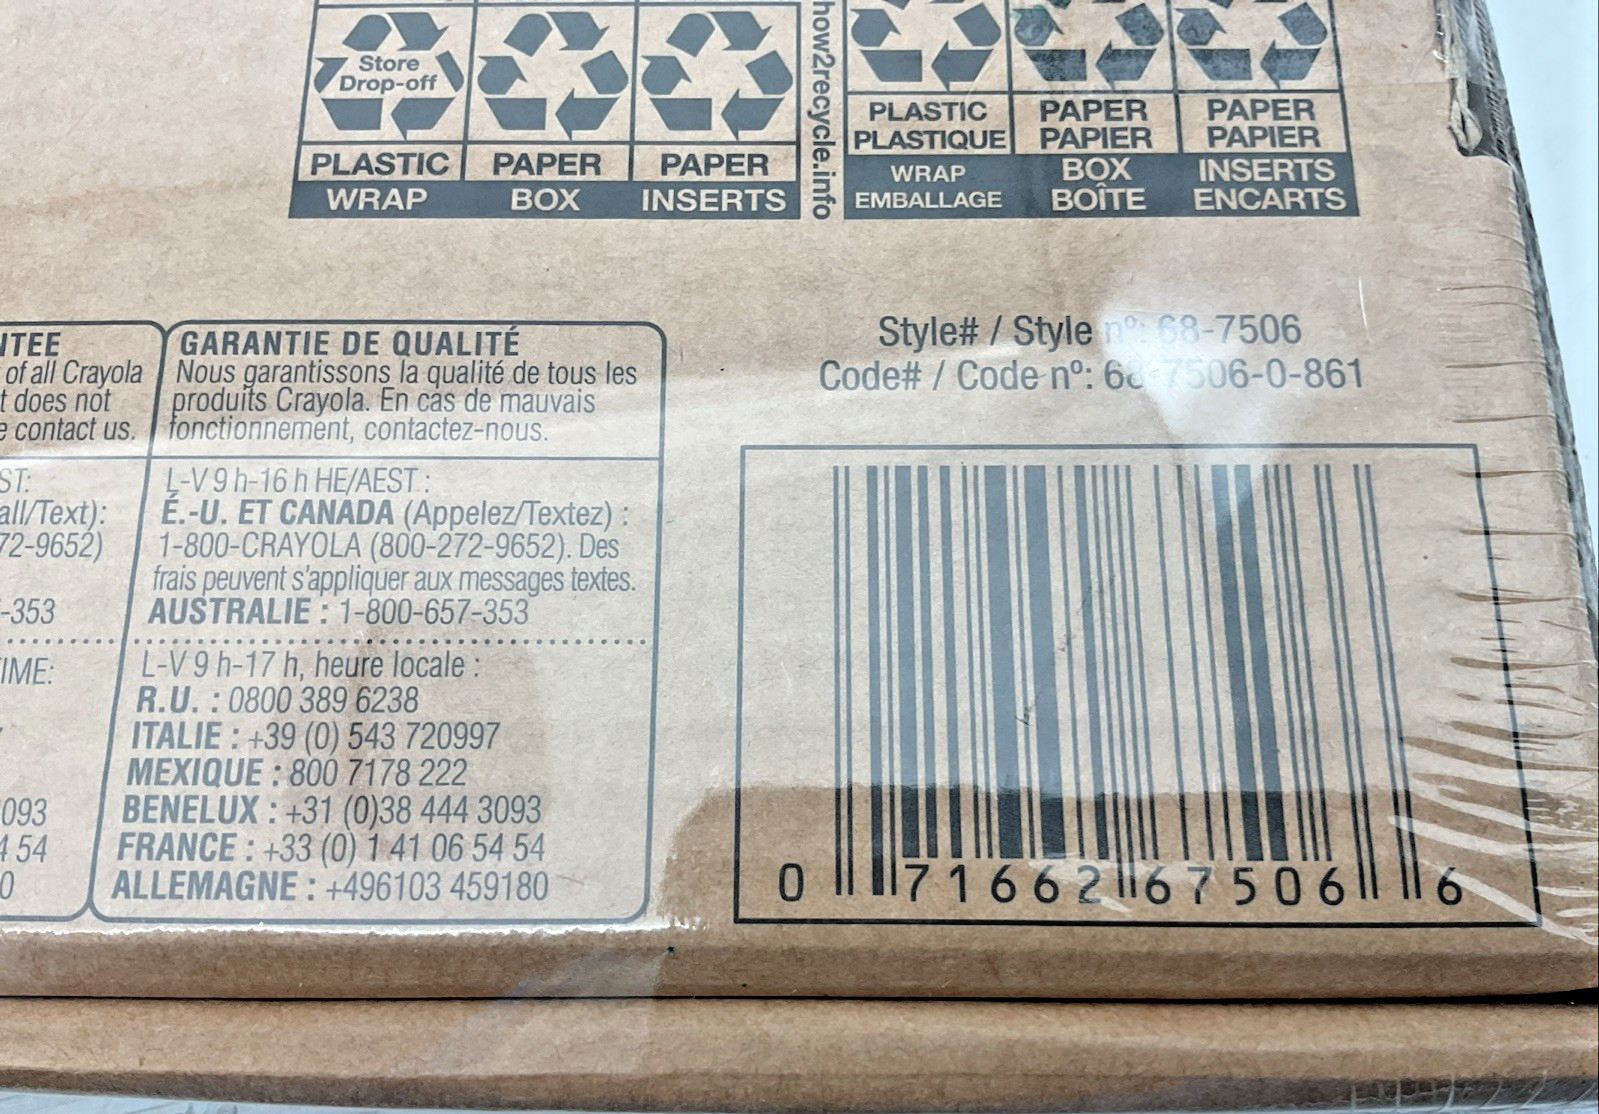 Store
Drop-off
PLASTIC PAPER PAPER
WRAP BOX INSERTS
how2recycle.info
PLASTIC PAPER PAPER
PLASTIQUE PAPIER PAPIER
WRAP BOX INSERTS
EMBALLAGE BOÎTE ENCARTS
NTEE
of all Crayola
t does not
e contact us.
ST:
all/Text):
72-9652)
-353
IME:
093
4 54
0
GARANTIE DE QUALITÉ
Nous garantissons la qualité de tous les
produits Crayola. En cas de mauvais
fonctionnement, contactez-nous.
L-V 9 h-16 h HE/AEST :
É.-U. ET CANADA (Appelez/Textez) :
1-800-CRAYOLA (800-272-9652). Des
frais peuvent s'appliquer aux messages textes.
AUSTRALIE : 1-800-657-353
L-V 9 h-17 h, heure locale :
R.U. : 0800 389 6238
ITALIE : +39 (0) 543 720997
MEXIQUE : 800 7178 222
BENELUX : +31 (0)38 444 3093
FRANCE : +33 (0) 1 41 06 54 54
ALLEMAGNE : +496103 459180
Style# / Style nº: 68-7506
Code# / Code nº: 68-7506-0-861
0 71662 67506 6